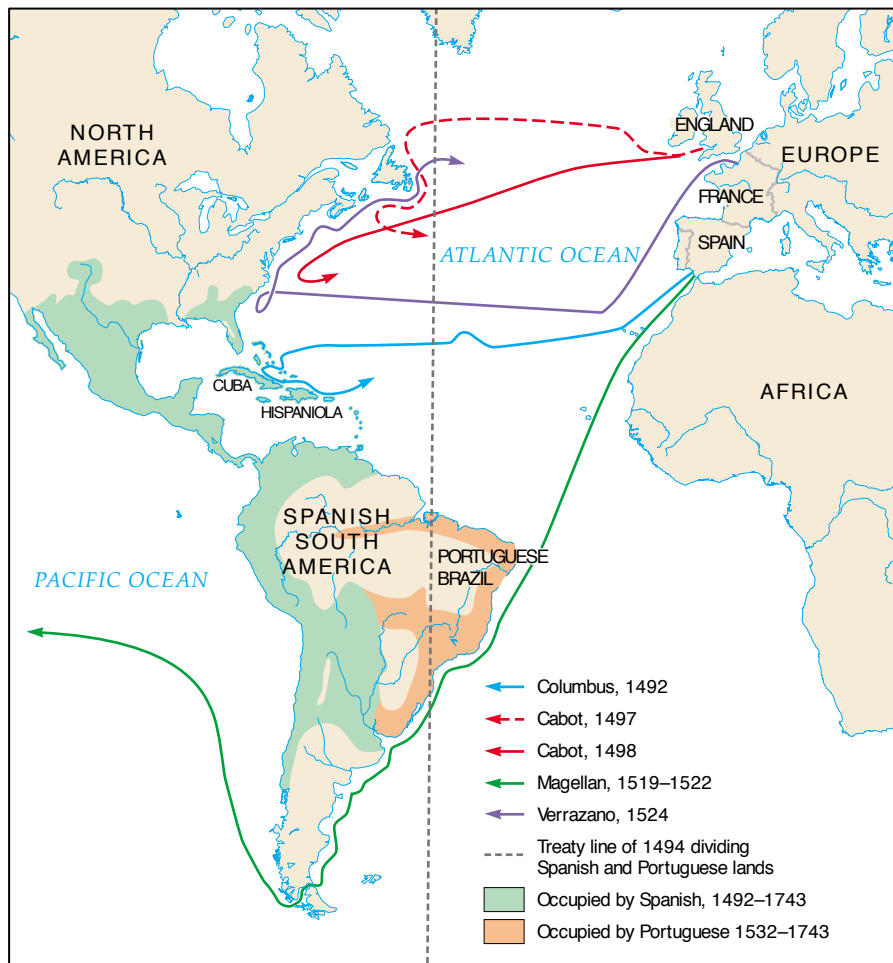 NORTH
AMERICA
ENGLAND
EUROPE
FRANCE
SPAIN
ATLANTIC OCEAN
CUBA
HISPANIOLA
AFRICA
SPANISH
SOUTH
AMERICA
PORTUGUESE
BRAZIL
PACIFIC OCEAN
Columbus, 1492
Cabot, 1497
Cabot, 1498
Magellan, 1519–1522
Verrazano, 1524
Treaty line of 1494 dividing
Spanish and Portuguese lands
Occupied by Spanish, 1492–1743
Occupied by Portuguese 1532–1743